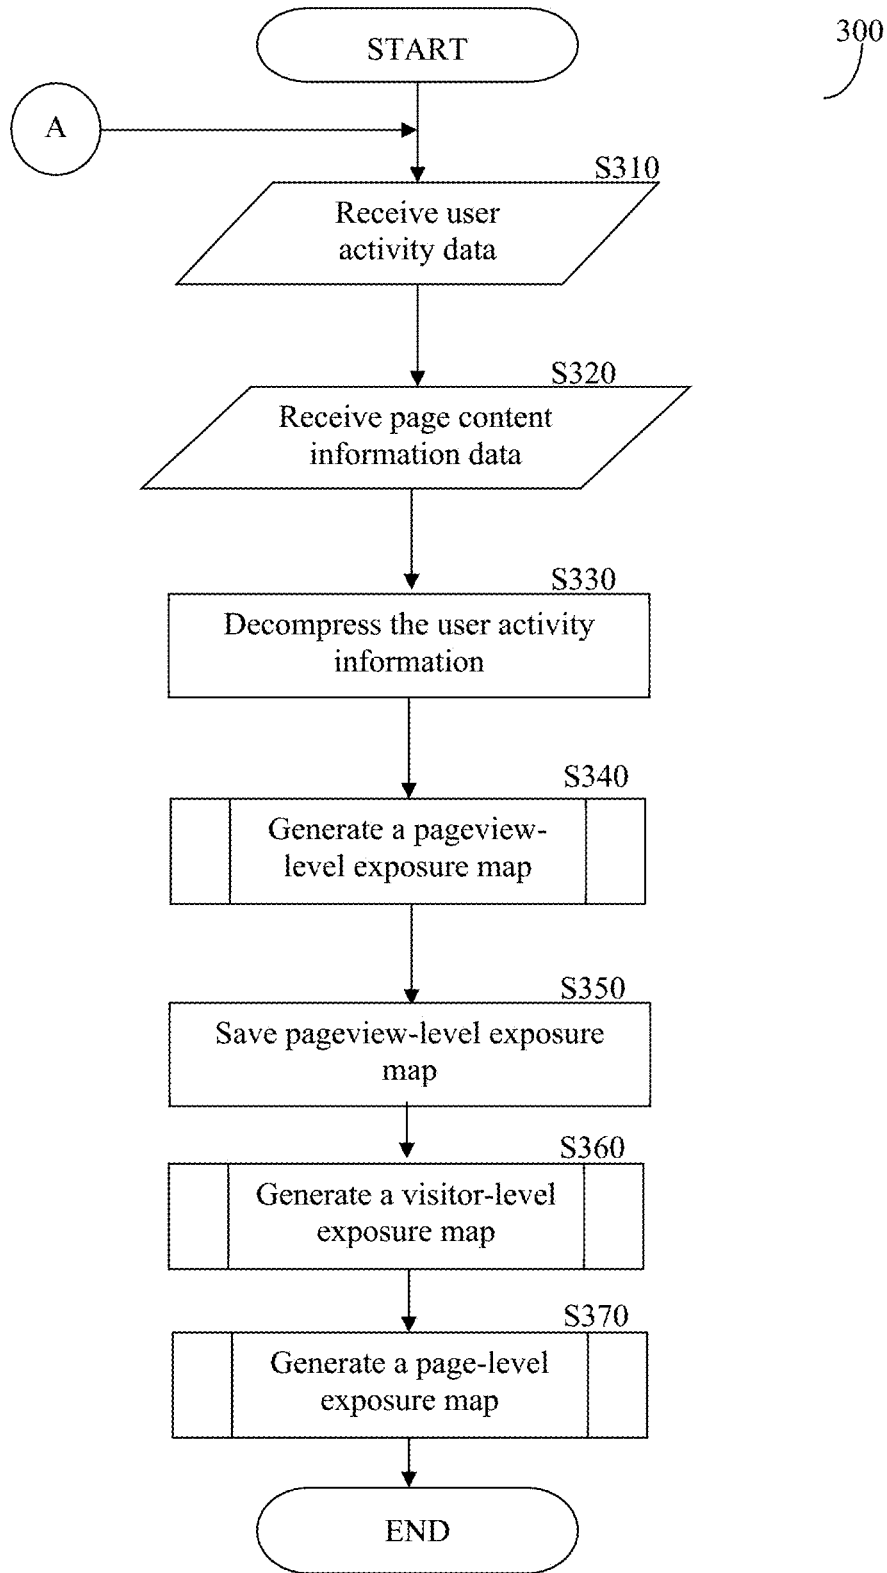 START
300
A
S310
Receive user
activity data
S320
Receive page content
information data
S330
Decompress the user activity
information
S340
Generate a pageview-
level exposure map
S350
Save pageview-level exposure
map
S360
Generate a visitor-level
exposure map
S370
Generate a page-level
exposure map
END